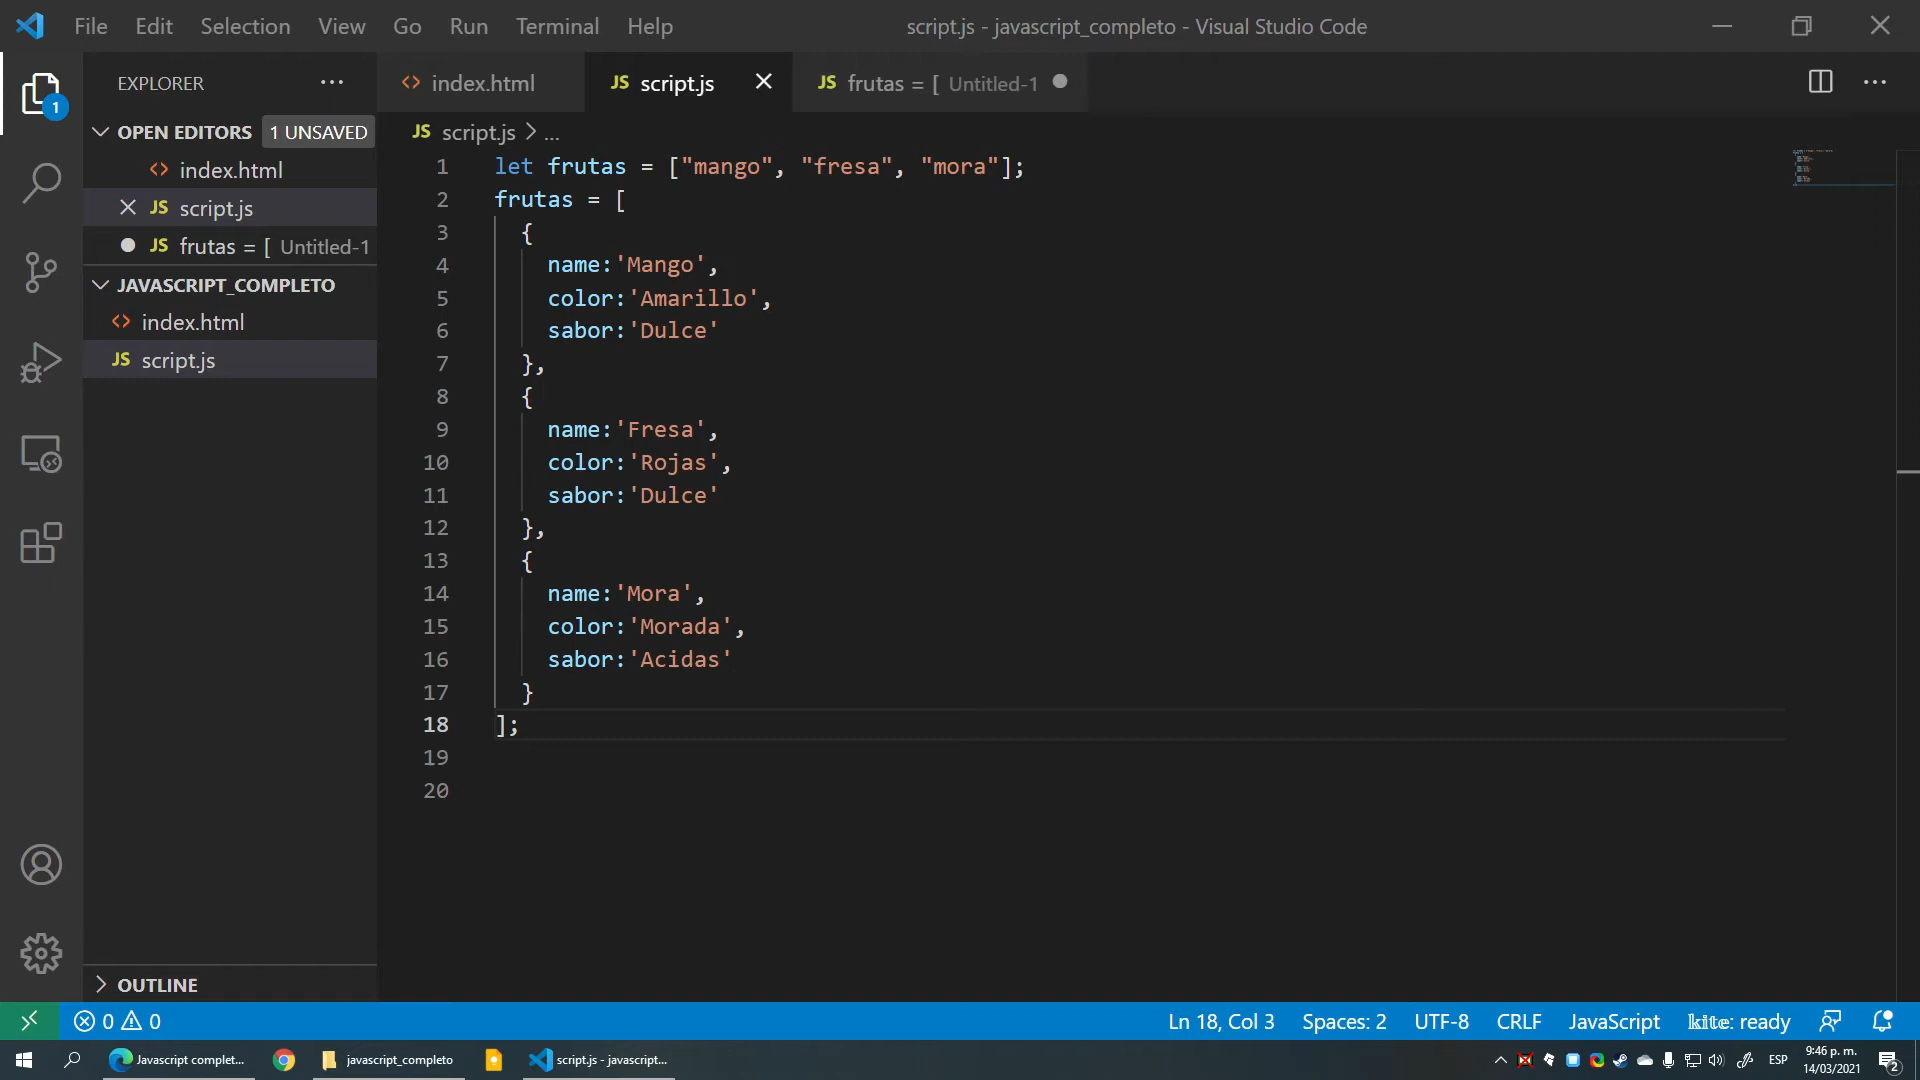 File Edit Selection View Go Run Terminal Help
script.js - javascript_completo - Visual Studio Code
EXPLORER
index.html
JS script.js
JS frutas = [ Untitled-1
OPEN EDITORS 1 UNSAVED
index.html
JS script.js
JS frutas = [ Untitled-1
JAVASCRIPT_COMPLETO
index.html
JS script.js
OUTLINE
1
JS script.js > ...
1 let frutas = ["mango", "fresa", "mora"];
2 frutas = [
3 {
4 name:'Mango',
5 color:'Amarillo',
6 sabor:'Dulce'
7 },
8 {
9 name:'Fresa',
10 color:'Rojas',
11 sabor:'Dulce'
12 },
13 {
14 name:'Mora',
15 color:'Morada',
16 sabor:'Acidas'
17 }
18 ];
19
20
0 0
Ln 18, Col 3 Spaces: 2 UTF-8 CRLF JavaScript kite: ready
Javascript complet...
javascript_completo
script.js - javascript...
ESP
9:46 p. m.
14/03/2021
2